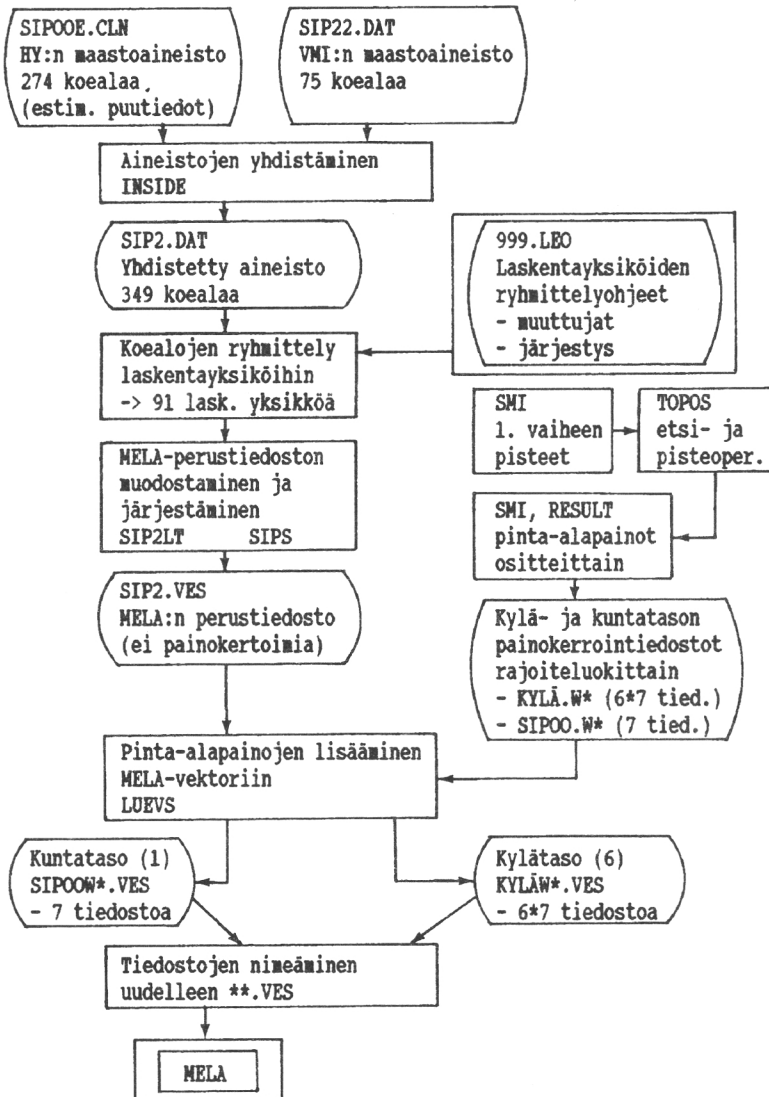 SIPOOE.CLN
HY:n maastoaineisto
274 koealaa
(estim. puutiedot)
SIP22.DAT
VMI:n maastoaineisto
75 koealaa
Aineistojen yhdistäminen
INSIDE
SIP2.DAT
Yhdistetty aineisto
349 koealaa
999.LEO
Laskentayksiköiden
ryhmittelyohjeet
- muuttujat
- järjestys
Koealojen ryhmittely
laskentayksiköihin
-> 91 lask. yksikköä
SMI
1. vaiheen
pisteet
TOPOS
etsi- ja
pisteoper.
MELA-perustiedoston
muodostaminen ja
järjestäminen
SIP2LT SIPS
SMI, RESULT
pinta-alapainot
ositteittain
SIP2.VES
MELA:n perustiedosto
(ei painokertoimia)
Kylä- ja kuntatason
painokerrointiedostot
rajoiteluokittain
- KYLÄ.W* (6*7 tied.)
- SIPOO.W* (7 tied.)
Pinta-alapainojen lisääminen
MELA-vektoriin
LUEVS
Kuntataso (1)
SIPOOW*.VES
- 7 tiedostoa
Kylätaso (6)
KYLÄW*.VES
- 6*7 tiedostoa
Tiedostojen nimeäminen
uudelleen **.VES
MELA